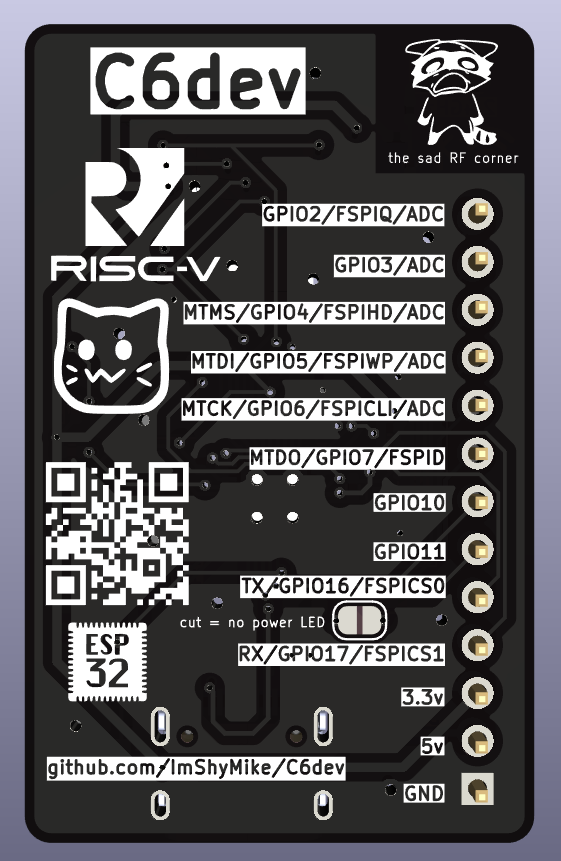 C6dev
the sad RF corner
RISC-V
GPIO2/FSPIQ/ADC
GPIO3/ADC
MTMS/GPIO4/FSPIHD/ADC
MTDI/GPIO5/FSPIWP/ADC
MTCK/GPIO6/FSPICLK/ADC
MTDO/GPIO7/FSPID
GPIO10
GPIO11
TX/GPIO16/FSPICS0
cut = no power LED
RX/GPIO17/FSPICS1
ESP
32
3.3v
5v
github.com/ImShyMike/C6dev
GND